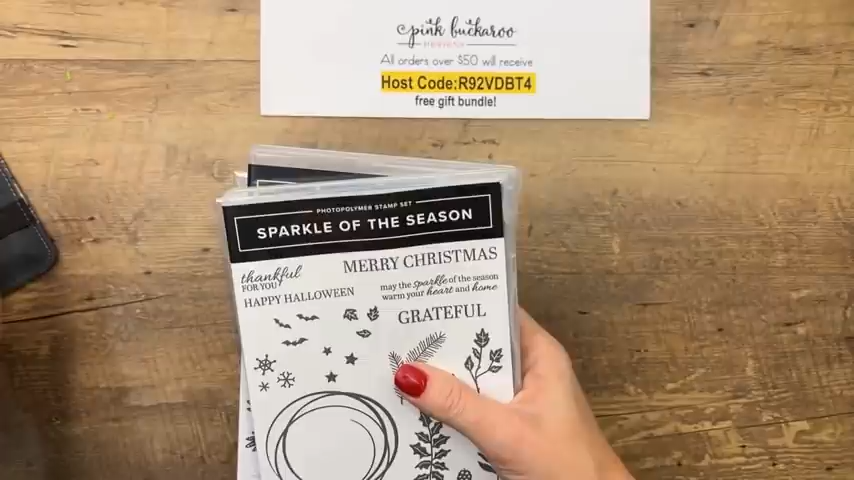 pink buckaroo
All orders over $50 will receive
Host Code:R92VDBT4
free gift bundle!
PHOTOPOLYMER STAMP SET
SPARKLE OF THE SEASON
thankful
FOR YOU
MERRY CHRISTMAS
HAPPY HALLOWEEN
may the sparkle of the season
warm your heart and home
GRATEFUL